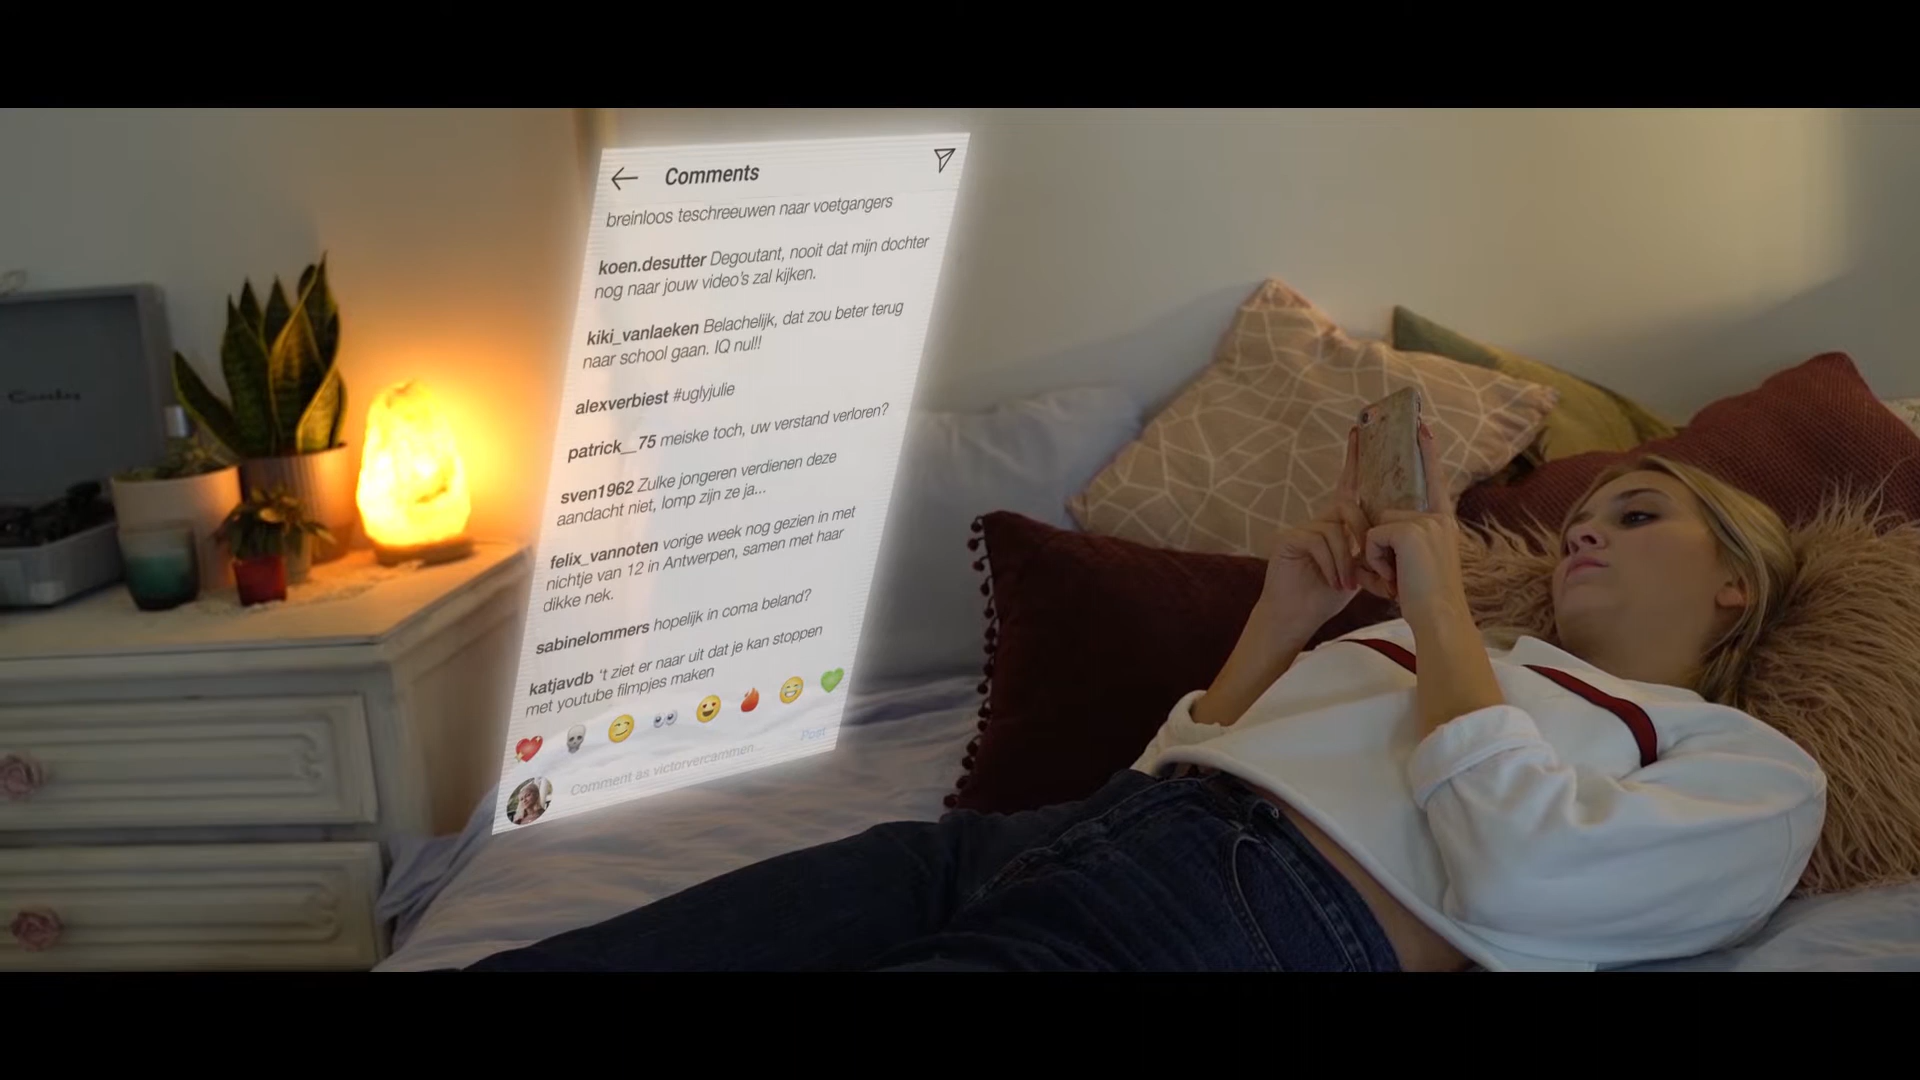 Comments
breinloos teschreeuwen naar voetgangers
koen.desutter Degoutant, nooit dat mijn dochter
nog naar jouw video's zal kijken.
kiki_vanlaeken Belachelijk, dat zou beter terug
naar school gaan. IQ nul!!
alexverbiest #uglyjulie
patrick__75 meiske toch, uw verstand verloren?
sven1962 Zulke jongeren verdienen deze
aandacht niet, lomp zijn ze ja...
felix_vannoten vorige week nog gezien in met
nichtje van 12 in Antwerpen, samen met haar
dikke nek.
sabinelommers hopelijk in coma beland?
katjavdb 't ziet er naar uit dat je kan stoppen
met youtube filmpjes maken
Comment as victorvercammen... Post